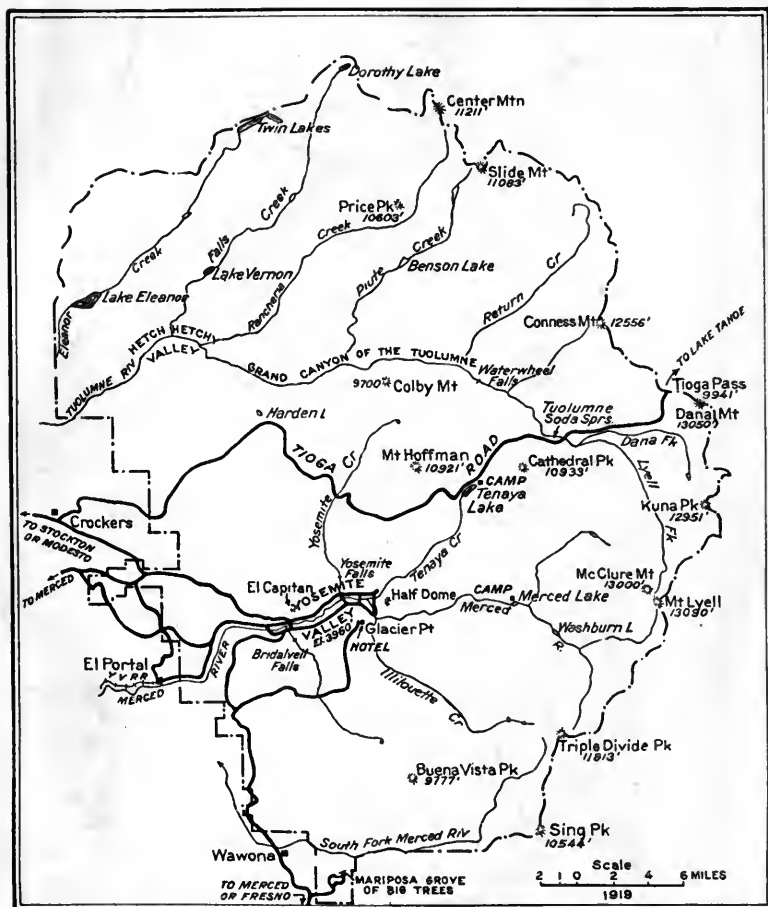 Dorothy Lake
Center Mtn
11211'
Twin Lakes
Slide Mt
11083'
Price Pk
10603'
Creek
Falls
Creek
Creek
Rancheria
Creek
Piute
Benson Lake
Lake Vernon
Creek
Lake Eleanor
Eleanor
Return
Cr
Conness Mt
12556'
HETCH HETCHY
VALLEY
TUOLUMNE RIV
GRAND CANYON OF THE TUOLUMNE
Waterwheel
Falls
TO LAKE TAHOE
9700'
Colby Mt
Tioga Pass
9941'
Dana Mt
13050'
Tuolumne
Soda Sprs.
Dana Fk
Harden L
TIOGA
ROAD
Mt Hoffman
10921'
Cathedral Pk
10933'
CAMP
Tenaya
Lake
Lyell
Fk
Kuna Pk
12951'
Yosemite
Cr
Crockers
TO STOCKTON
OR MODESTO
TO MERCED
Yosemite
Falls
Tenaya Cr
El Capitan
YOSEMITE
VALLEY
El. 3960'
Half Dome
CAMP
Merced
Merced Lake
McClure Mt
13000'
Mt Lyell
13090'
Washburn L
R.
Glacier Pt
HOTEL
Bridalveil
Falls
El Portal
Y V RR
MERCED
RIVER
Illilouette
Cr
Triple Divide Pk
11613'
Buena Vista Pk
9777'
Sing Pk
10544'
South Fork Merced Riv
Wawona
MARIPOSA GROVE
OF BIG TREES
TO MERCED
OR FRESNO
Scale
2 1 0 2 4 6 MILES
1919